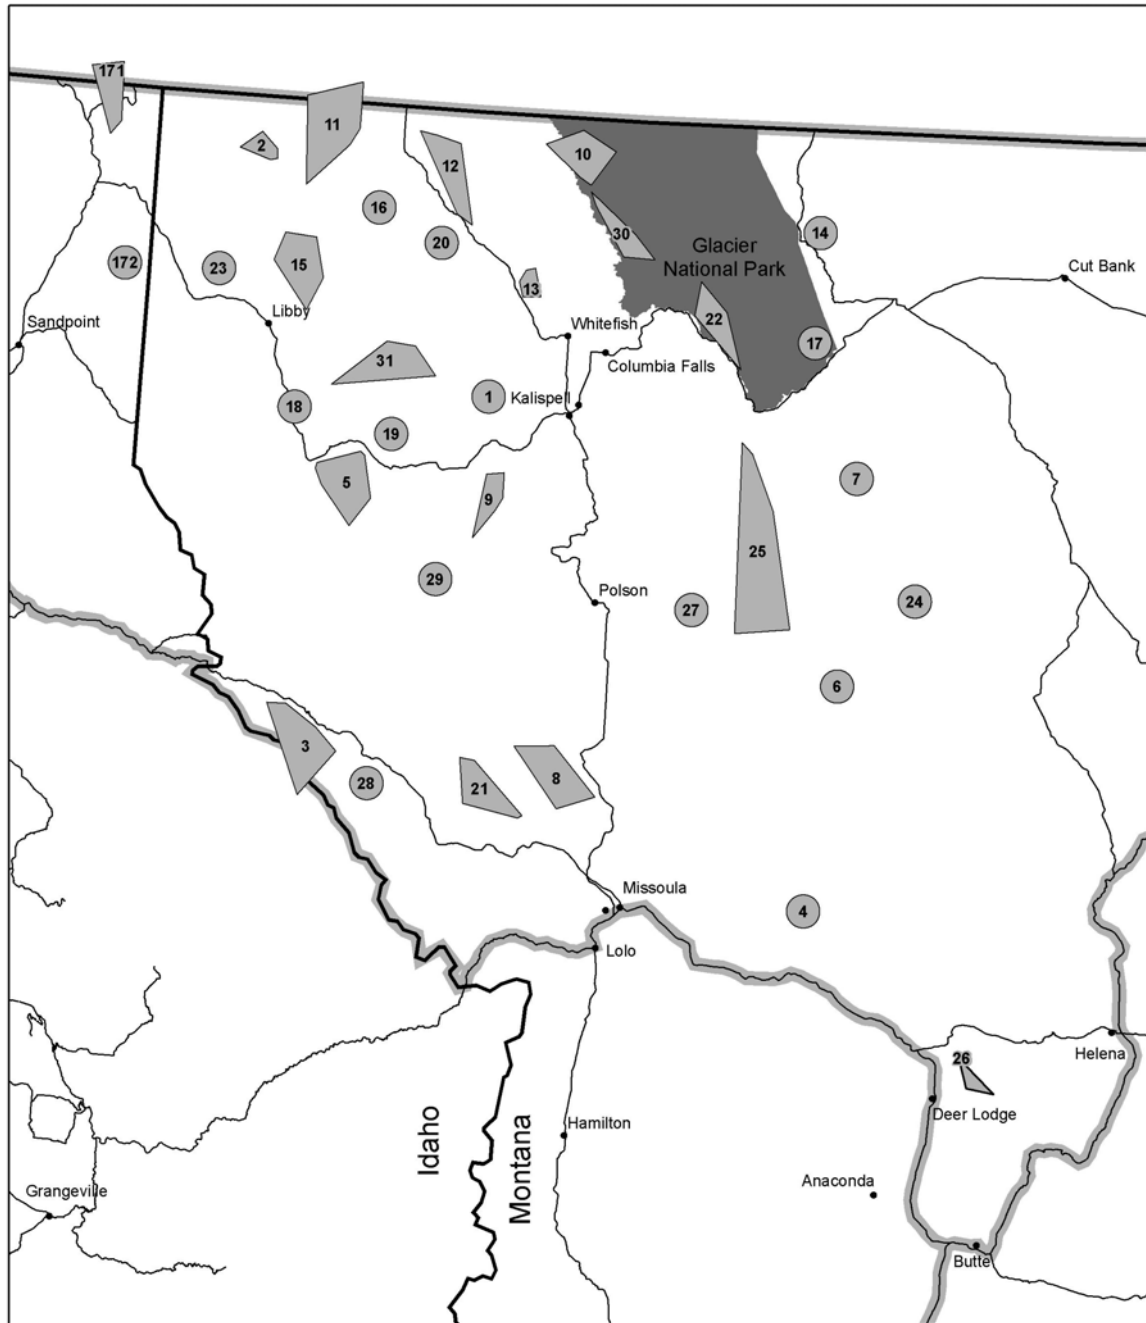 171
11
2
12
10
16
14
30
20
Glacier
National Park
172
23
15
Cut Bank
13
Libby
22
Sandpoint
Whitefish
17
31
Columbia Falls
1
Kalispell
18
19
7
5
9
25
29
Polson
27
24
6
3
28
21
8
Missoula
4
Lolo
26
Helena
Deer Lodge
Hamilton
Idaho
Montana
Anaconda
Grangeville
Butte